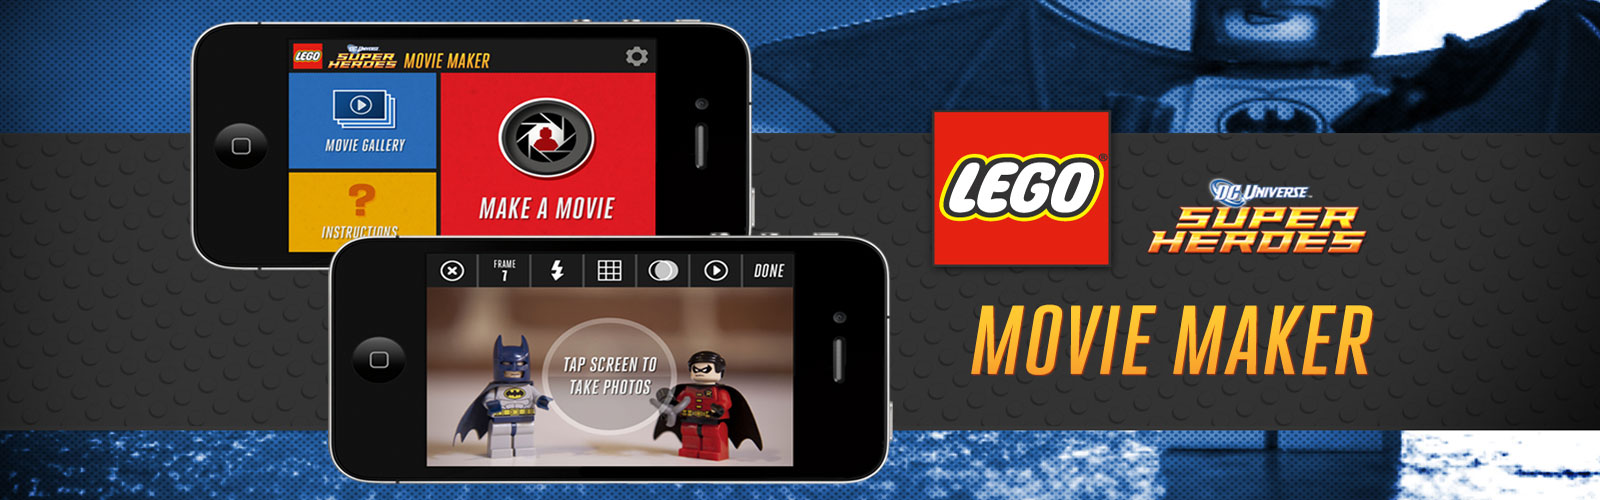 LEGO
DC UNIVERSE
SUPER
HEROES
MOVIE MAKER
MOVIE GALLERY
MAKE A MOVIE
?
INSTRUCTIONS
FRAME
7
DONE
TAP SCREEN TO
TAKE PHOTOS
LEGO®
DC UNIVERSE™
SUPER
HEROES
MOVIE MAKER